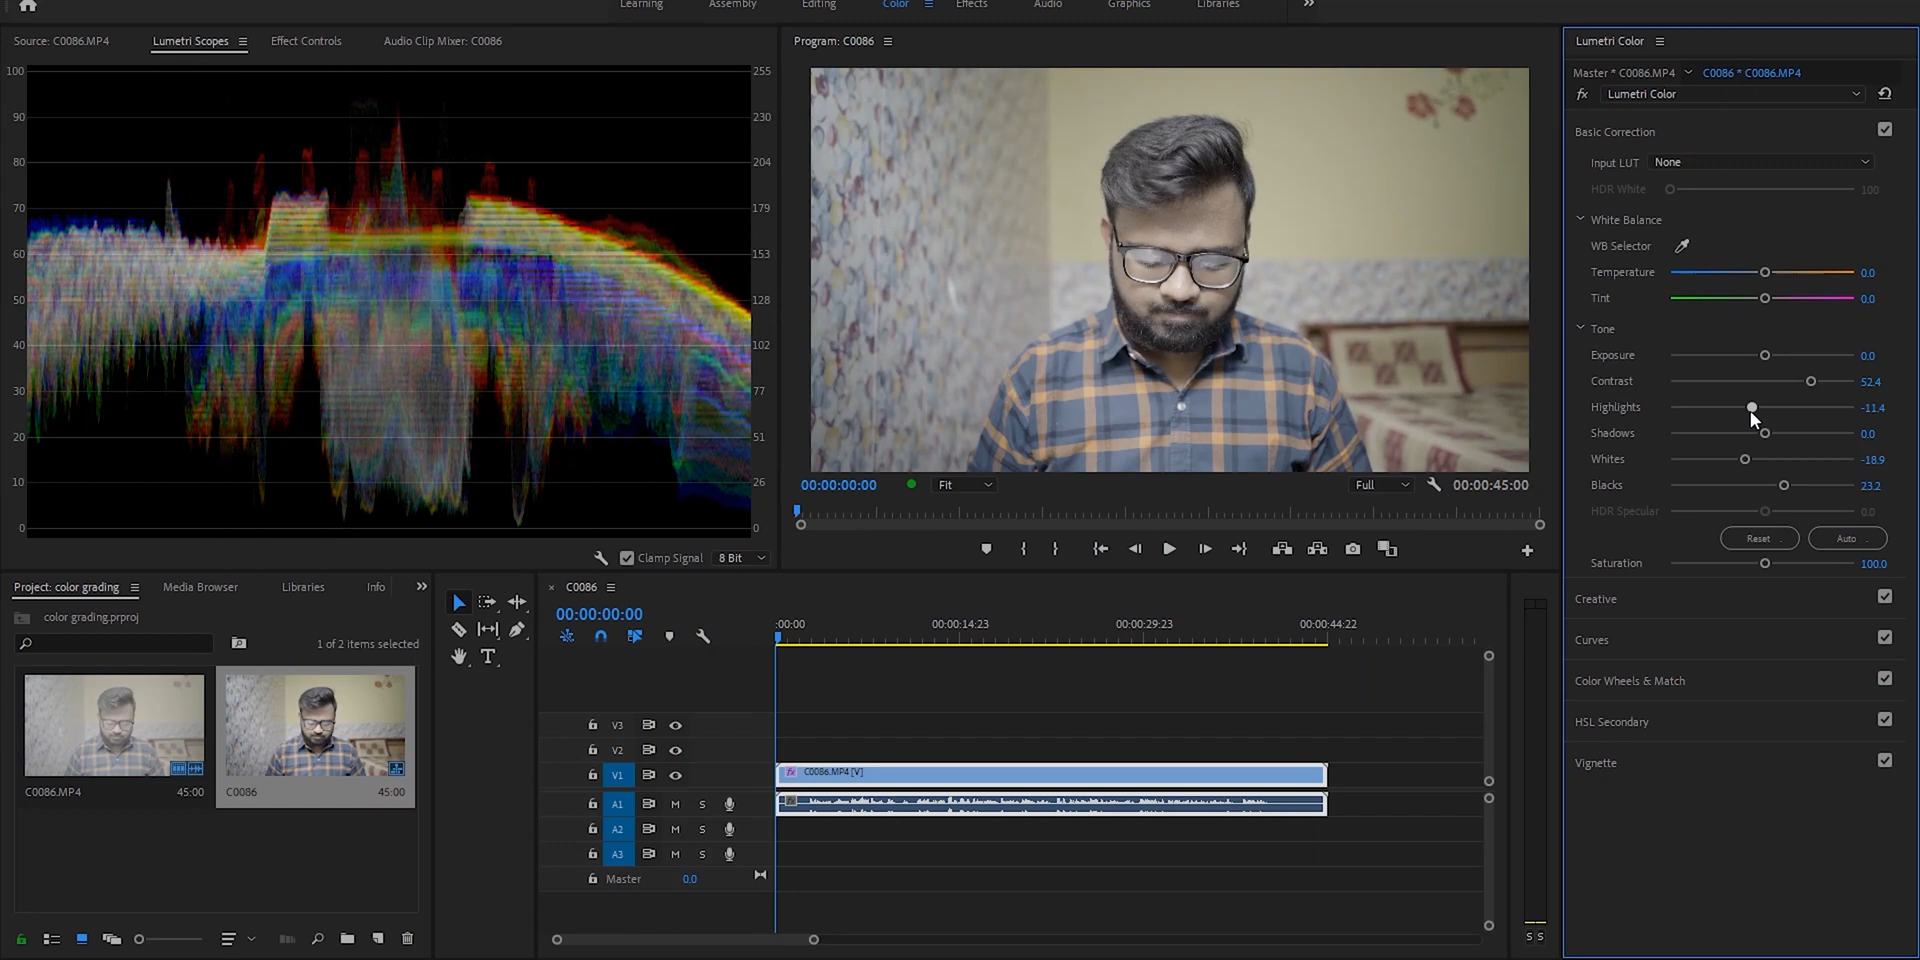 Learning Assembly Editing Color Effects Audio Graphics Libraries
Source: C0086.MP4 Lumetri Scopes Effect Controls Audio Clip Mixer: C0086
100 255
90 230
80 204
70 179
60 153
50 128
40 102
30 77
20 51
10 26
0 0
Clamp Signal 8 Bit
Program: C0086
00:00:00:00 Fit Full 00:00:45:00
Lumetri Color
Master * C0086.MP4 C0086 * C0086.MP4
fx Lumetri Color
Basic Correction
Input LUT None
HDR White 100
White Balance
WB Selector
Temperature 0.0
Tint 0.0
Tone
Exposure 0.0
Contrast 52.4
Highlights -11.4
Shadows 0.0
Whites -18.9
Blacks 23.2
HDR Specular 0.0
Reset Auto
Saturation 100.0
Creative
Curves
Color Wheels & Match
HSL Secondary
Vignette
Project: color grading Media Browser Libraries Info
color grading.prproj
1 of 2 items selected
C0086.MP4 45:00 C0086 45:00
× C0086
00:00:00:00
:00:00 00:00:14:23 00:00:29:23 00:00:44:22
V3
V2
V1 fx C0086.MP4 [V]
A1 M S fx
A2 M S
A3 M S
Master 0.0
S S